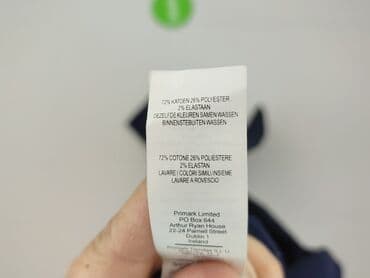 72% KATOEN 26% POLYESTER
2% ELASTAAN
DEZELFDE KLEUREN SAMEN WASSEN
BINNENSTEBUITEN WASSEN
72% COTONE 26% POLIESTERE
2% ELASTAN
LAVARE I COLORI SIMILI INSIEME
LAVARE A ROVESCIO
Primark Limited
PO Box 644
Arthur Ryan House
22-24 Parnell Street
Dublin 1
Ireland